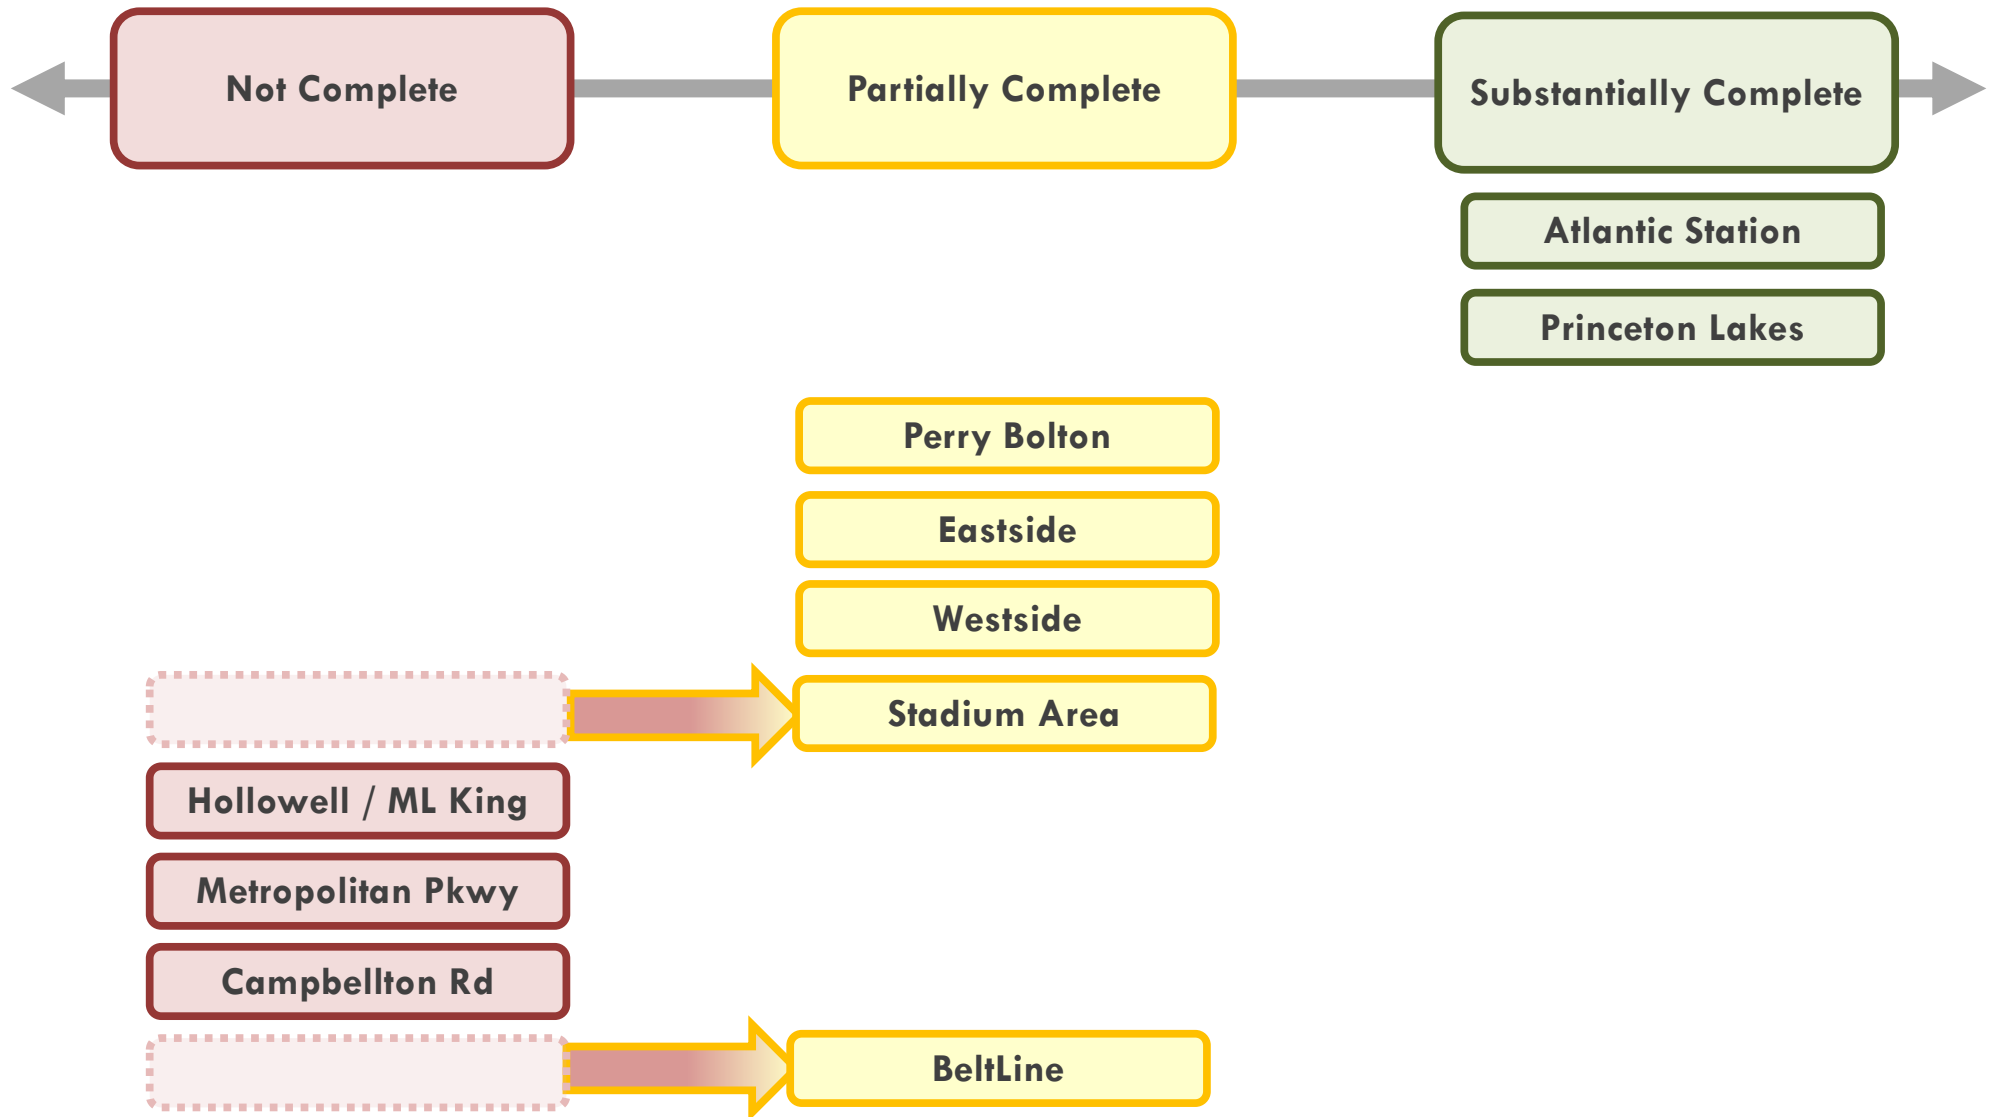 Not Complete
Partially Complete
Substantially Complete
Atlantic Station
Princeton Lakes
Perry Bolton
Eastside
Westside
Stadium Area
Hollowell / ML King
Metropolitan Pkwy
Campbellton Rd
BeltLine